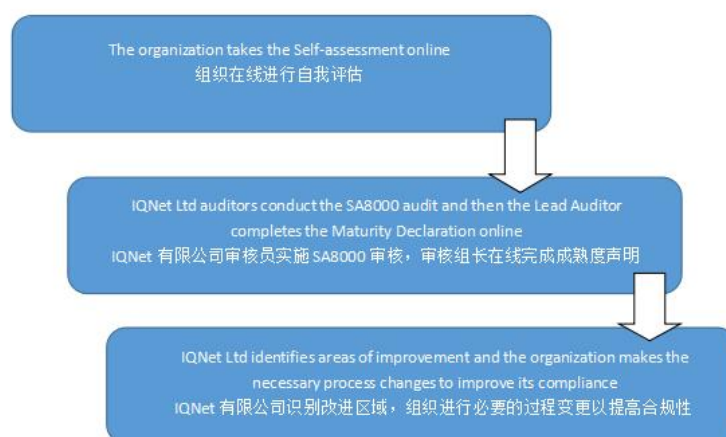 The organization takes the Self-assessment online
组织在线进行自我评估
IQNet Ltd auditors conduct the SA8000 audit and then the Lead Auditor
completes the Maturity Declaration online
IQNet 有限公司审核员实施 SA8000 审核，审核组长在线完成成熟度声明
IQNet Ltd identifies areas of improvement and the organization makes the
necessary process changes to improve its compliance
IQNet 有限公司识别改进区域，组织进行必要的过程变更以提高合规性